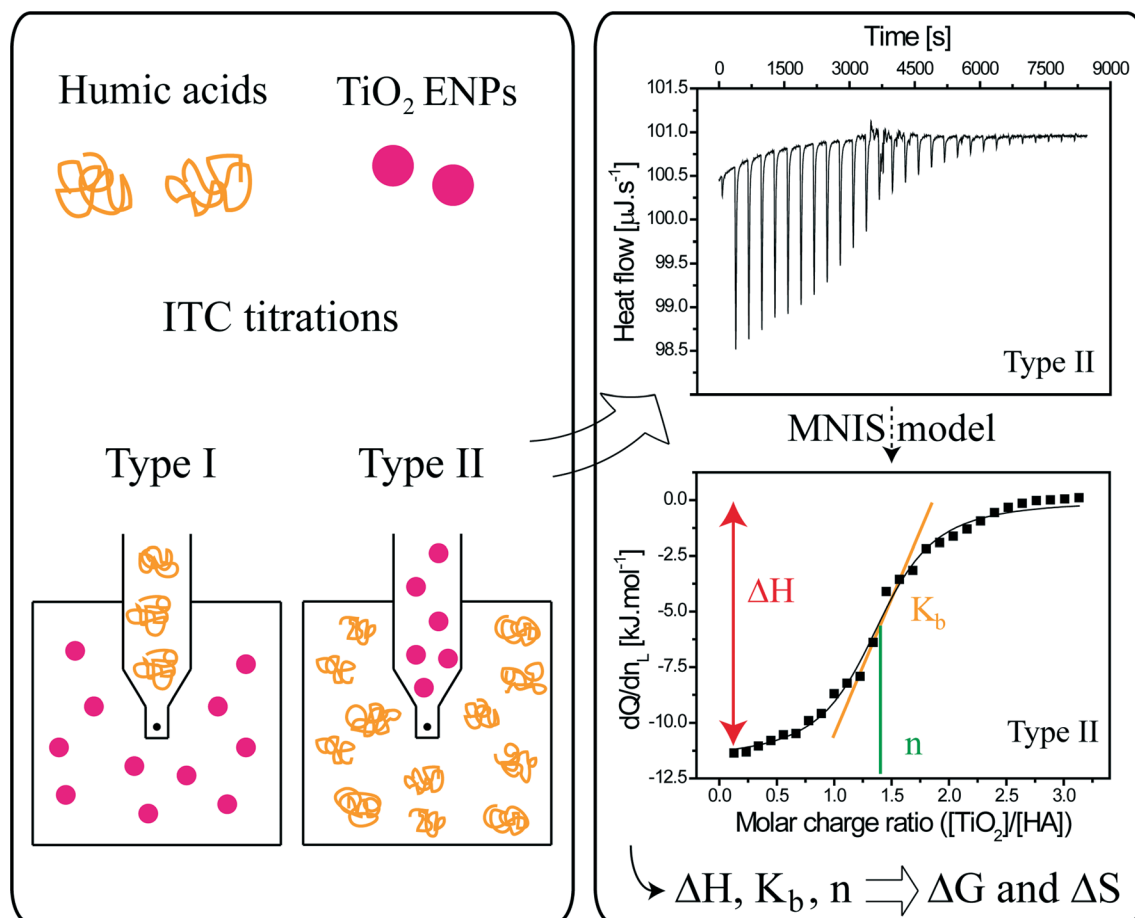 Humic acids
TiO₂ ENPs
ITC titrations
Type I
Type II
Time [s]
0 1500 3000 4500 6000 7500 9000
101.5
101.0
100.5
100.0
99.5
99.0
98.5
Heat flow [µJ.s⁻¹]
Type II
MNIS model
0.0
-2.5
-5.0
-7.5
-10.0
-12.5
dQ/dn_L [kJ.mol⁻¹]
ΔH
K_b
n
Type II
0.0 0.5 1.0 1.5 2.0 2.5 3.0
Molar charge ratio ([TiO₂]/[HA])
ΔH, K_b, n ⇒ ΔG and ΔS